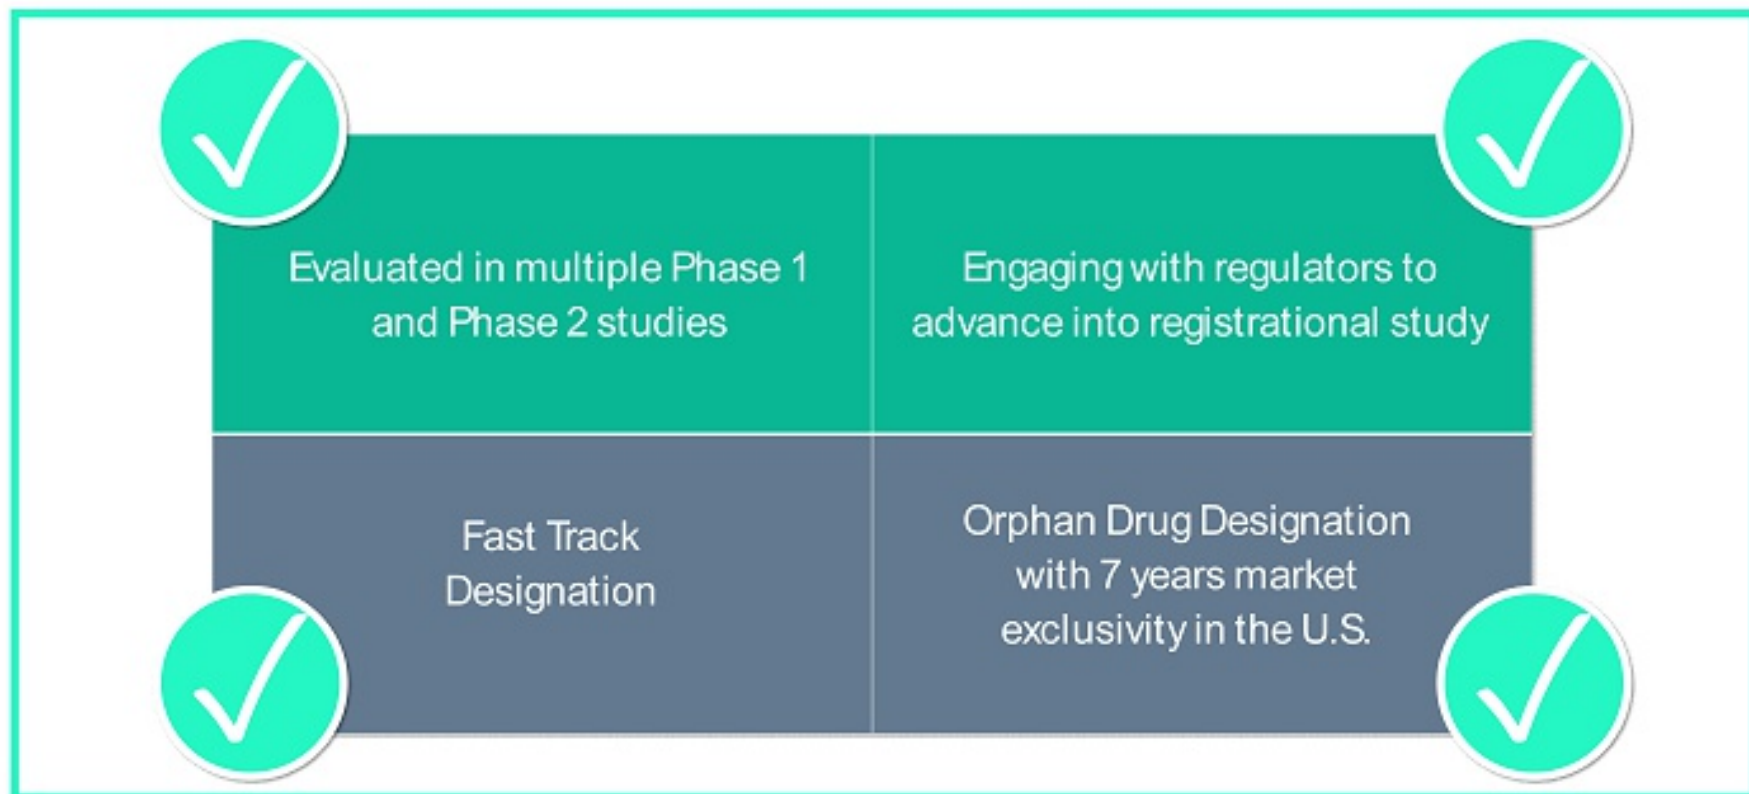 Evaluated in multiple Phase 1
and Phase 2 studies
Engaging with regulators to
advance into registrational study
Fast Track
Designation
Orphan Drug Designation
with 7 years market
exclusivity in the U.S.